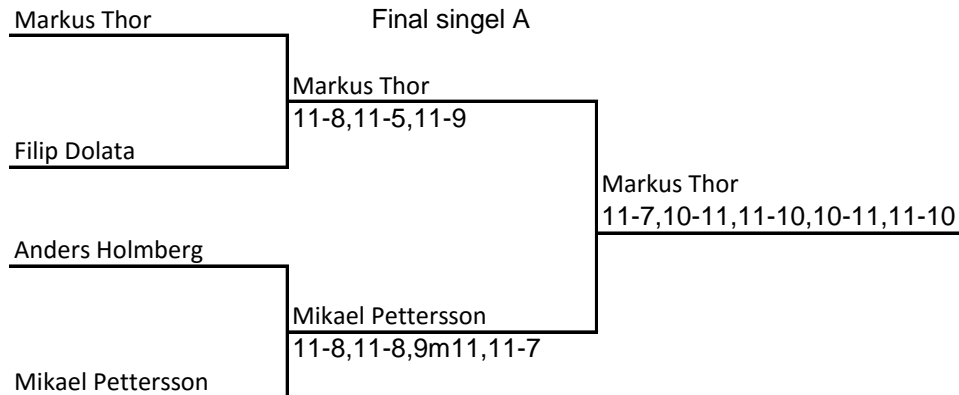 Markus Thor
Final singel A
Markus Thor
11-8,11-5,11-9
Filip Dolata
Markus Thor
11-7,10-11,11-10,10-11,11-10
Anders Holmberg
Mikael Pettersson
11-8,11-8,9m11,11-7
Mikael Pettersson